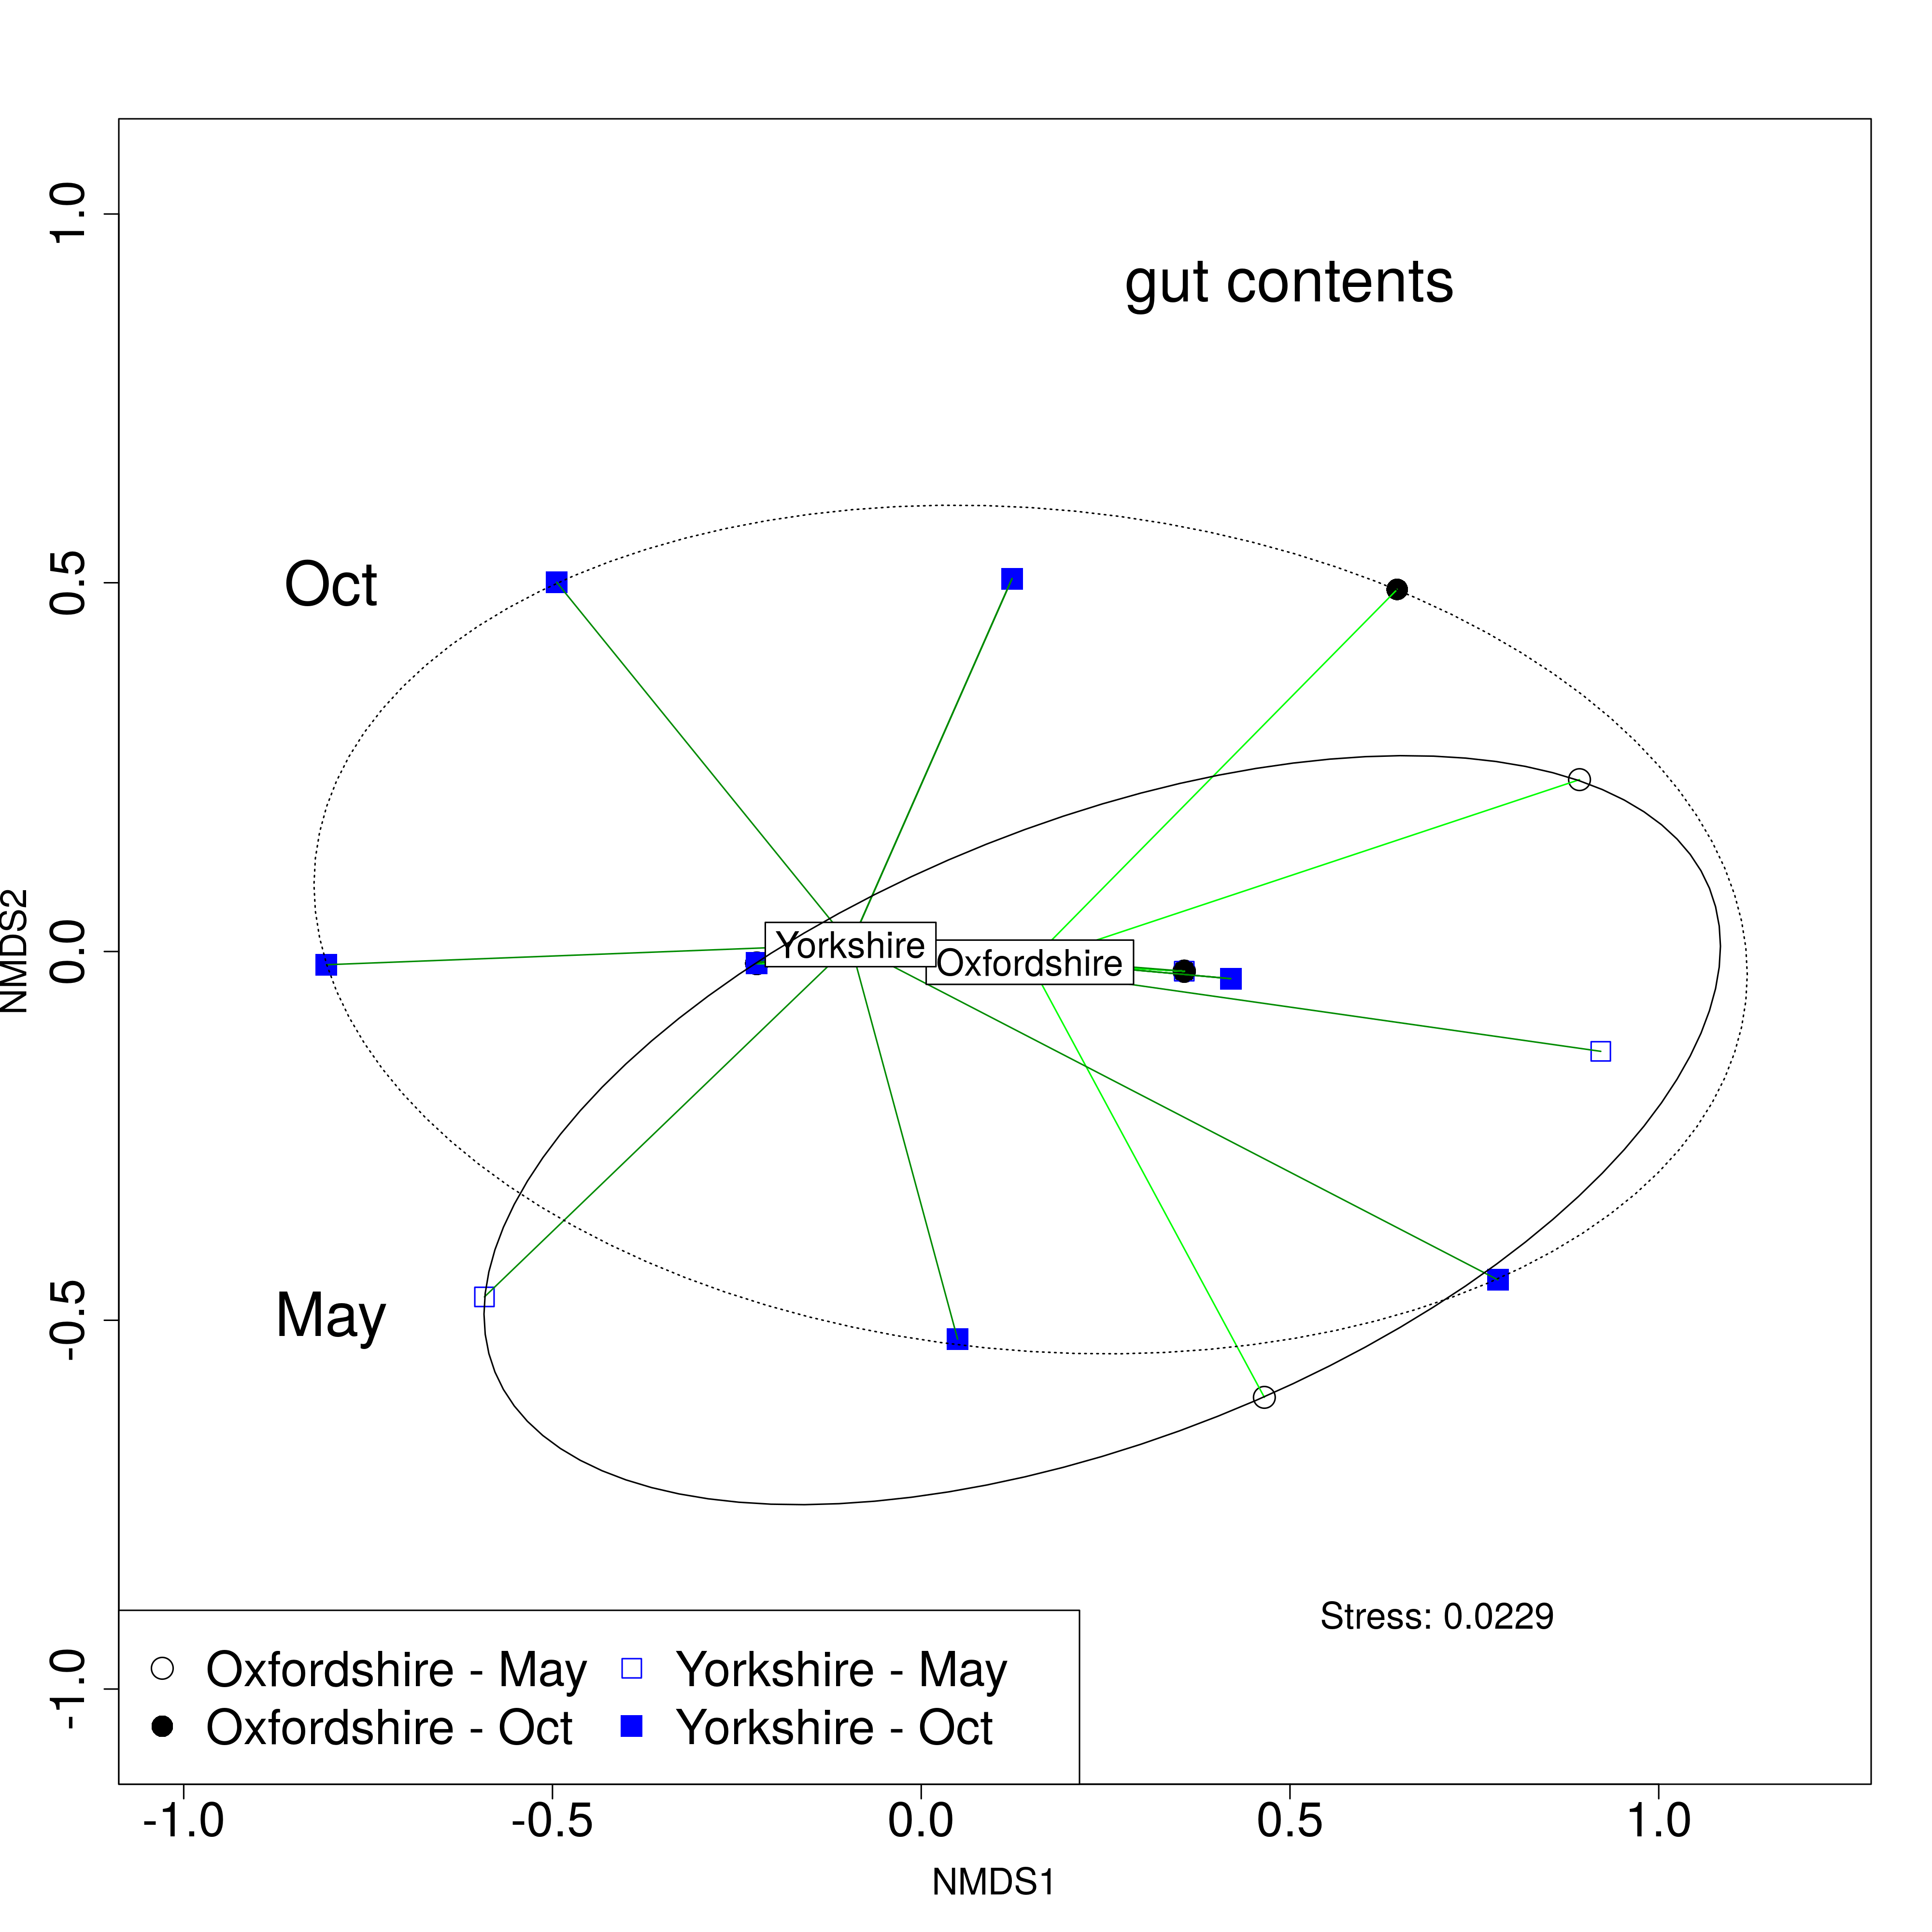 gut contents
1.0
0.5
0.0
-0.5
-1.0
NMDS2
Oct
Yorkshire
Oxfordshire
May
Stress: 0.0229
Oxfordshire - May
Yorkshire - May
Oxfordshire - Oct
Yorkshire - Oct
-1.0 -0.5 0.0 0.5 1.0
NMDS1